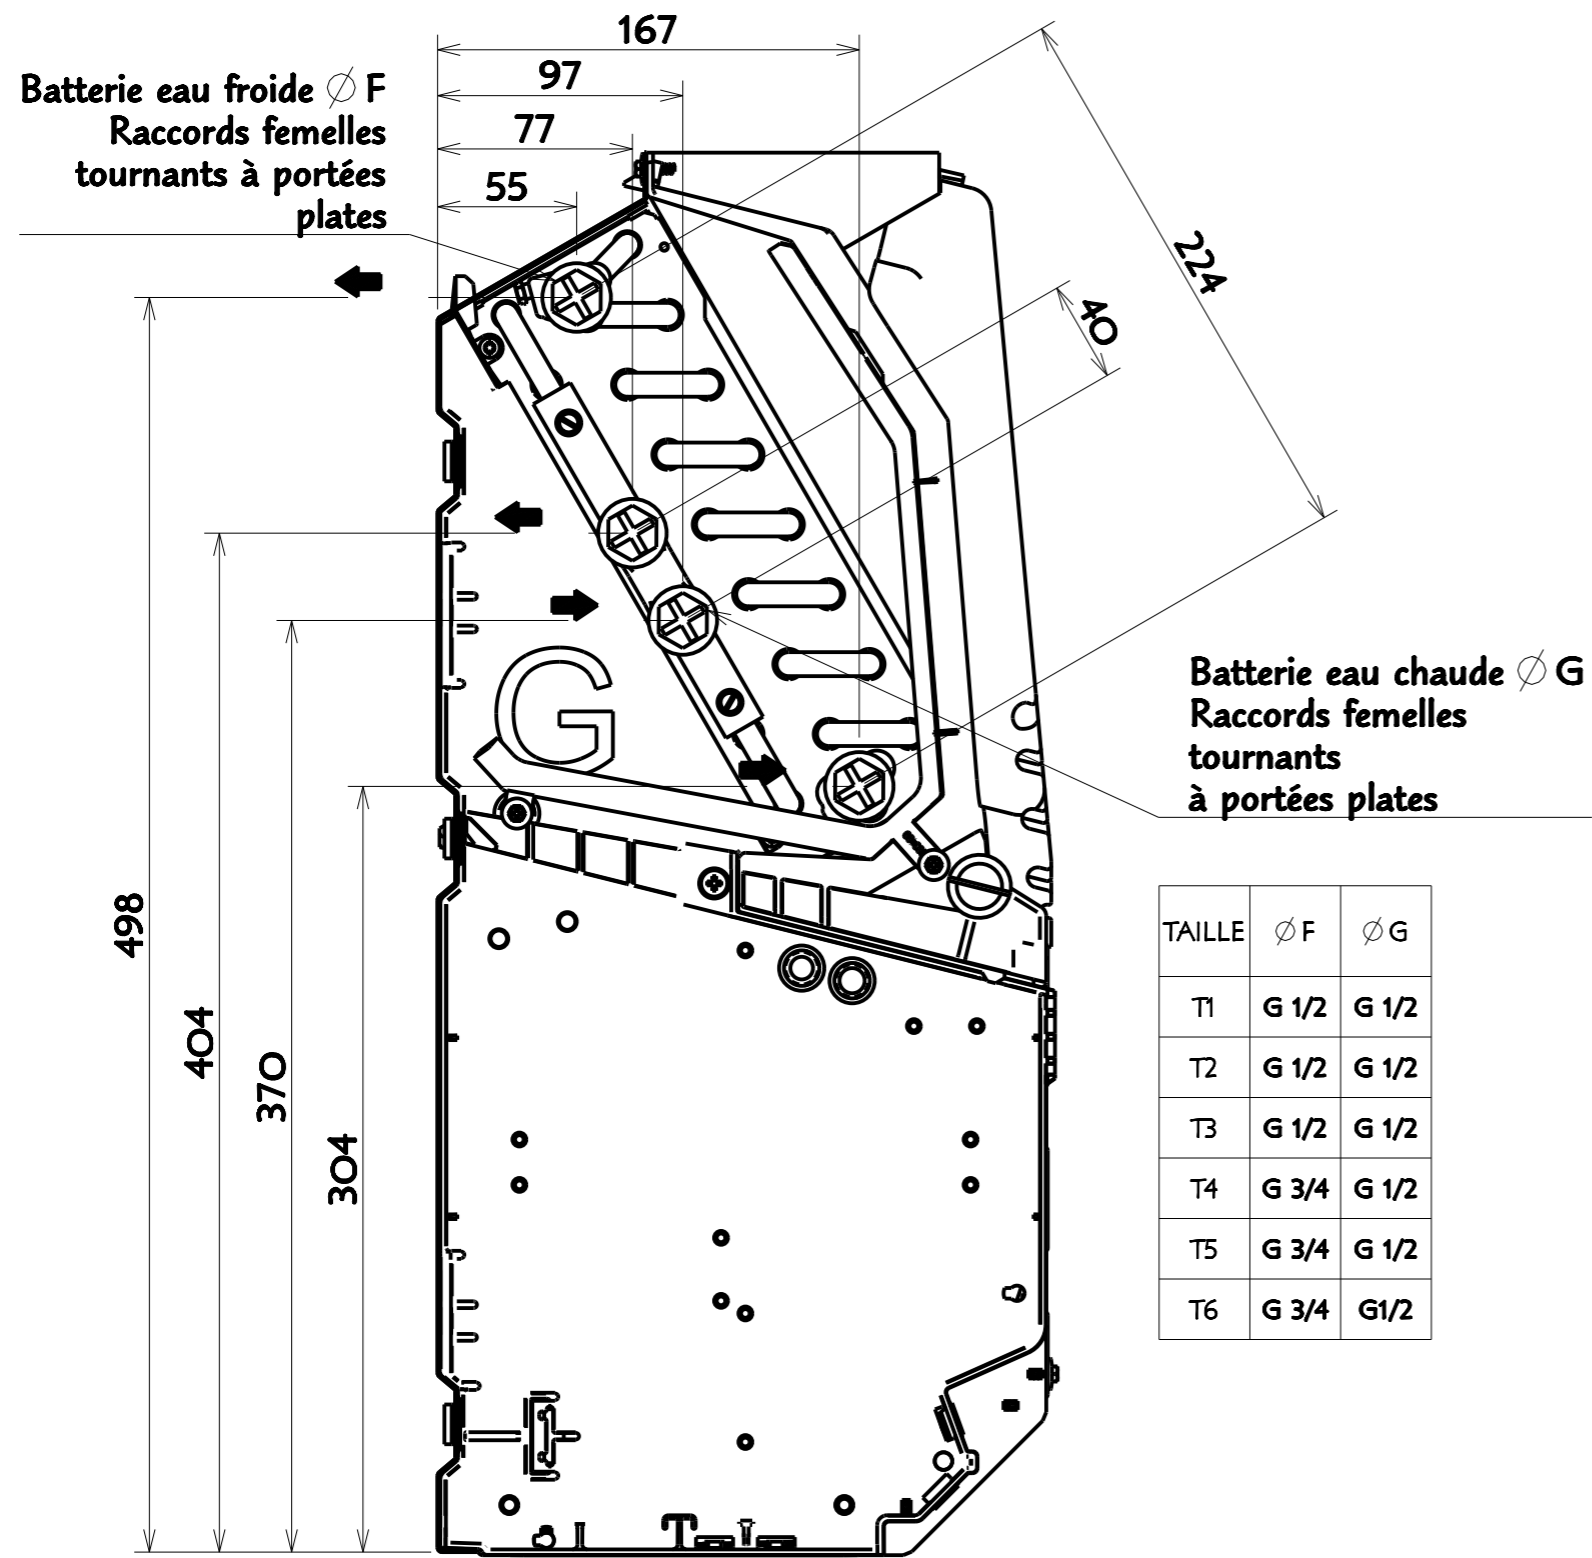 167
97
77
55
Batterie eau froide ∅ F
Raccords femelles
tournants à portées
plates
224
40
498
404
370
304
G
Batterie eau chaude ∅ G
Raccords femelles
tournants
à portées plates
TAILLE ∅ F ∅ G
T1 G 1/2 G 1/2
T2 G 1/2 G 1/2
T3 G 1/2 G 1/2
T4 G 3/4 G 1/2
T5 G 3/4 G 1/2
T6 G 3/4 G1/2